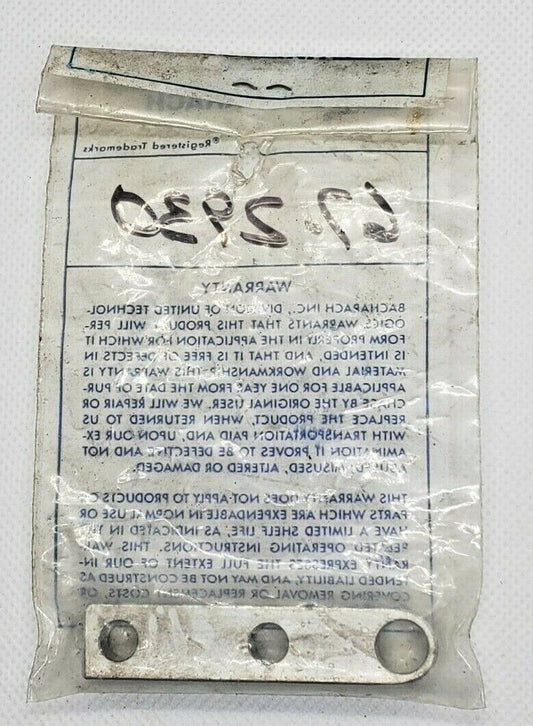 ®Registered Trademarks
67-2930
WARRANTY
BACHARACH INC., DIVISION OF UNITED TECHNOL-
OGICS, WARRANTS THAT THIS PRODUCT WILL PER-
FORM PROPERLY IN THE APPLICATION FOR WHICH IT
IS INTENDED, AND THAT IT IS FREE OF DEFECTS IN
MATERIAL AND WORKMANSHIP. THIS WARRANTY IS
APPLICABLE FOR ONE YEAR FROM THE DATE OF PUR-
CHASE BY THE ORIGINAL USER. WE WILL REPAIR OR
REPLACE THE PRODUCT, WHEN RETURNED TO US
WITH TRANSPORTATION PAID AND, UPON OUR EX-
AMINATION IT PROVES TO BE DEFECTIVE AND NOT
ABUSED, MISUSED, ALTERED, OR DAMAGED.
THIS WARRANTY DOES NOT APPLY TO PRODUCTS OR
PARTS WHICH ARE EXPENDABLE IN NORMAL USE OR
HAVE A LIMITED SHELF LIFE, AS INDICATED IN THE
RELATED OPERATING INSTRUCTIONS. THIS WAR-
RANTY EXPRESSES THE FULL EXTENT OF OUR IN-
TENDED LIABILITY, AND MAY NOT BE CONSTRUED AS
COVERING REMOVAL OR REPLACEMENT COSTS, OR